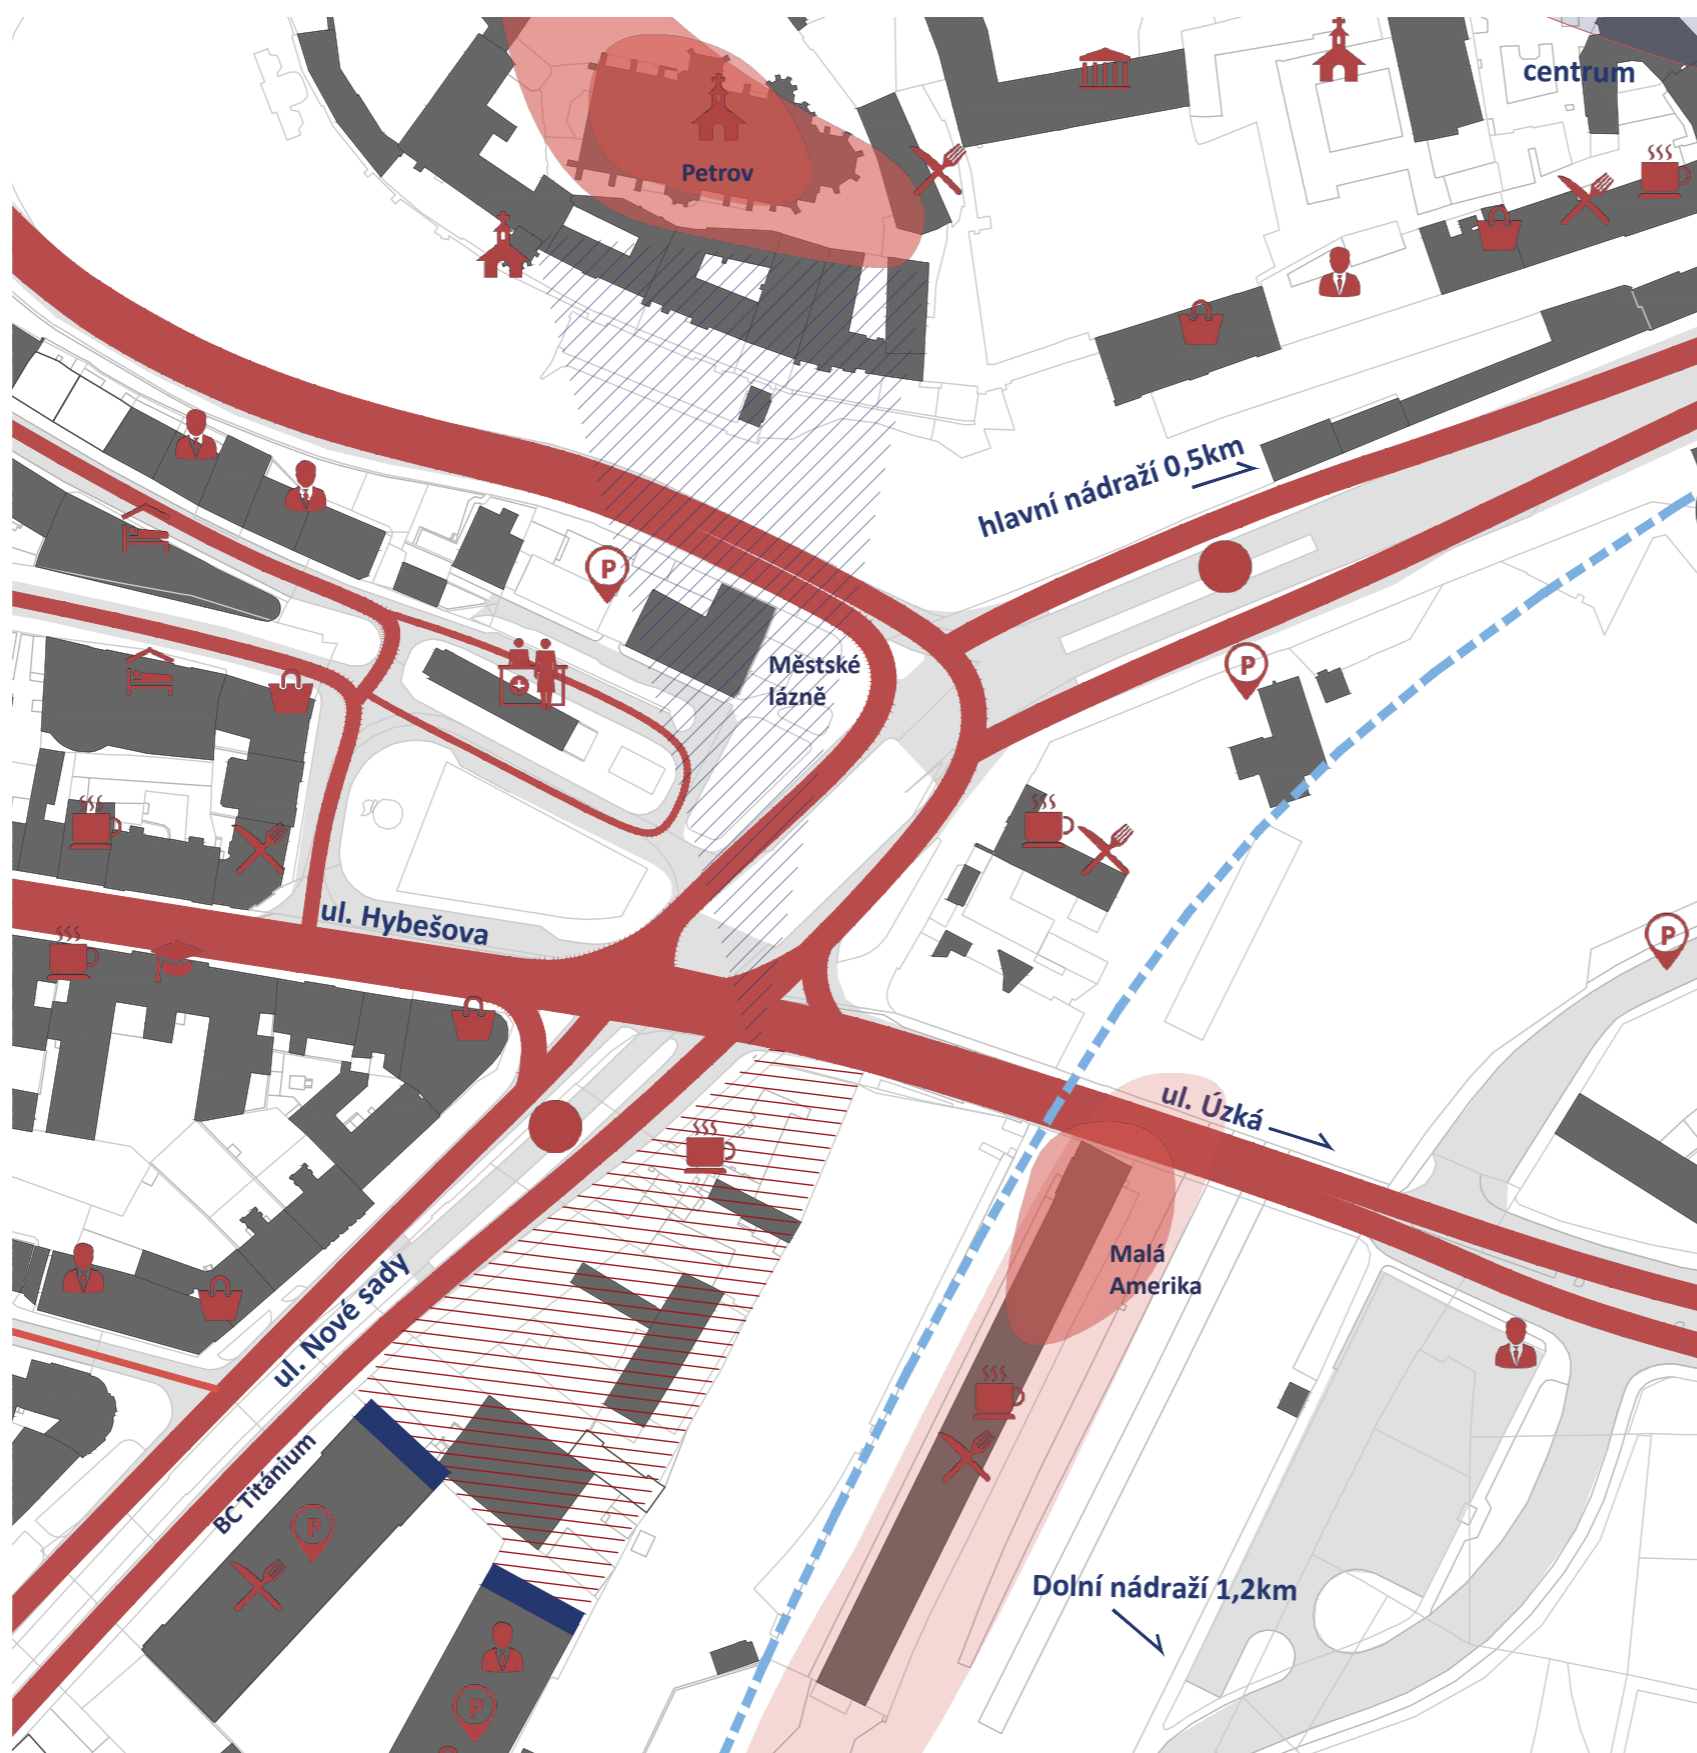 centrum
Petrov
hlavní nádraží 0,5km
P
Městské
lázně
P
ul. Hybešova
P
ul. Úzká
Malá
Amerika
ul. Nové sady
BC Titánium
P
Dolní nádraží 1,2km
P